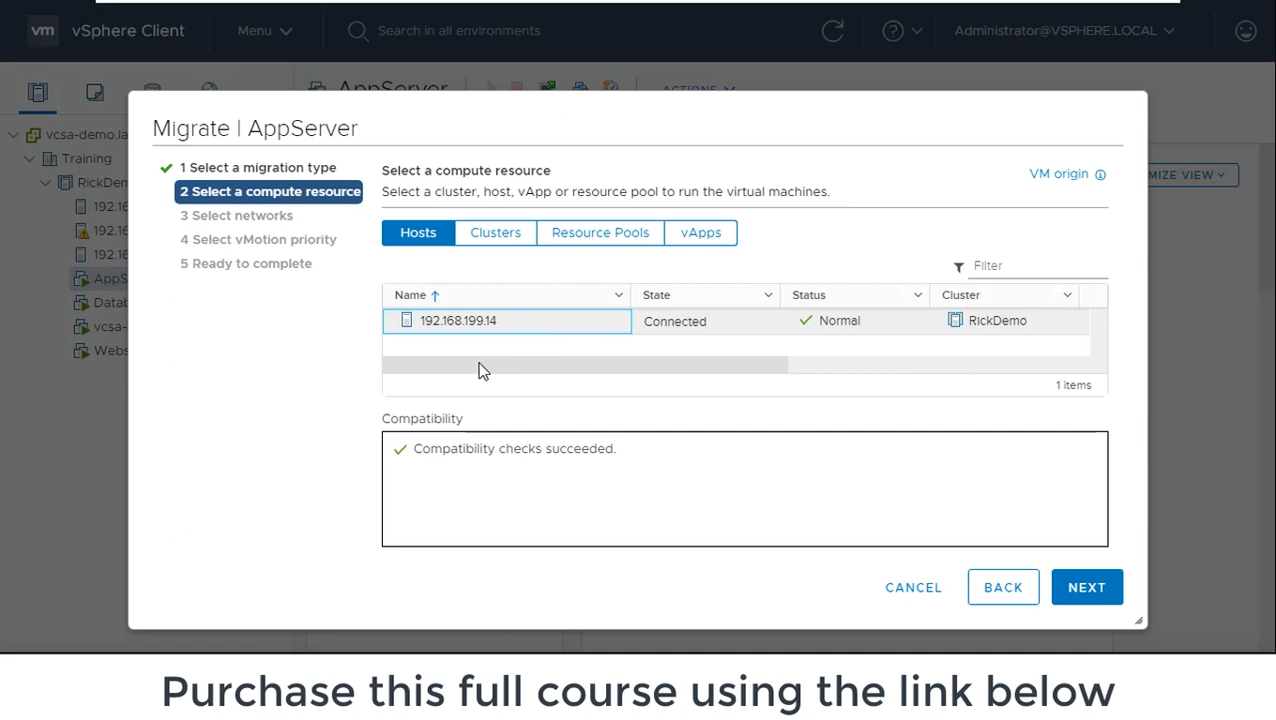 vm vSphere Client Menu Search in all environments Administrator@VSPHERE.LOCAL
AppServer ACTIONS
vcsa-demo.la
Training
RickDem
192.16
192.16
192.16
AppS
Datab
vcsa-
Webs
MIZE VIEW
Migrate | AppServer
1 Select a migration type
2 Select a compute resource
3 Select networks
4 Select vMotion priority
5 Ready to complete
Select a compute resource
VM origin
Select a cluster, host, vApp or resource pool to run the virtual machines.
Hosts Clusters Resource Pools vApps
Filter
Name State Status Cluster
192.168.199.14 Connected Normal RickDemo
1 items
Compatibility
Compatibility checks succeeded.
CANCEL BACK NEXT
Purchase this full course using the link below